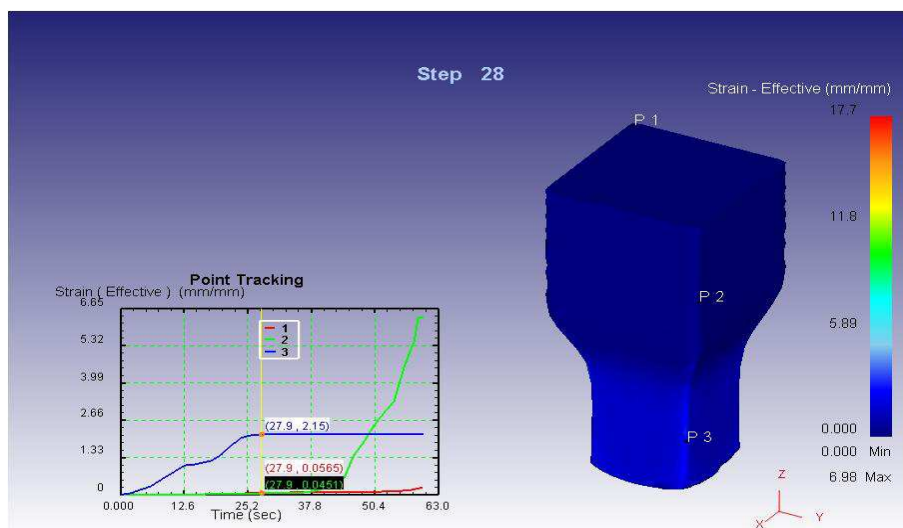 Step 28
Strain - Effective (mm/mm)
17.7
11.8
5.89
0.000
0.000 Min
6.98 Max
P 1
P 2
P 3
Z
X
Y
Point Tracking
Strain ( Effective ) (mm/mm)
6.65
5.32
3.99
2.66
1.33
0
1
2
3
(27.9 , 2.15)
(27.9 , 0.0565)
(27.9 , 0.0451)
0.000 12.6 25.2 37.8 50.4 63.0
Time (sec)